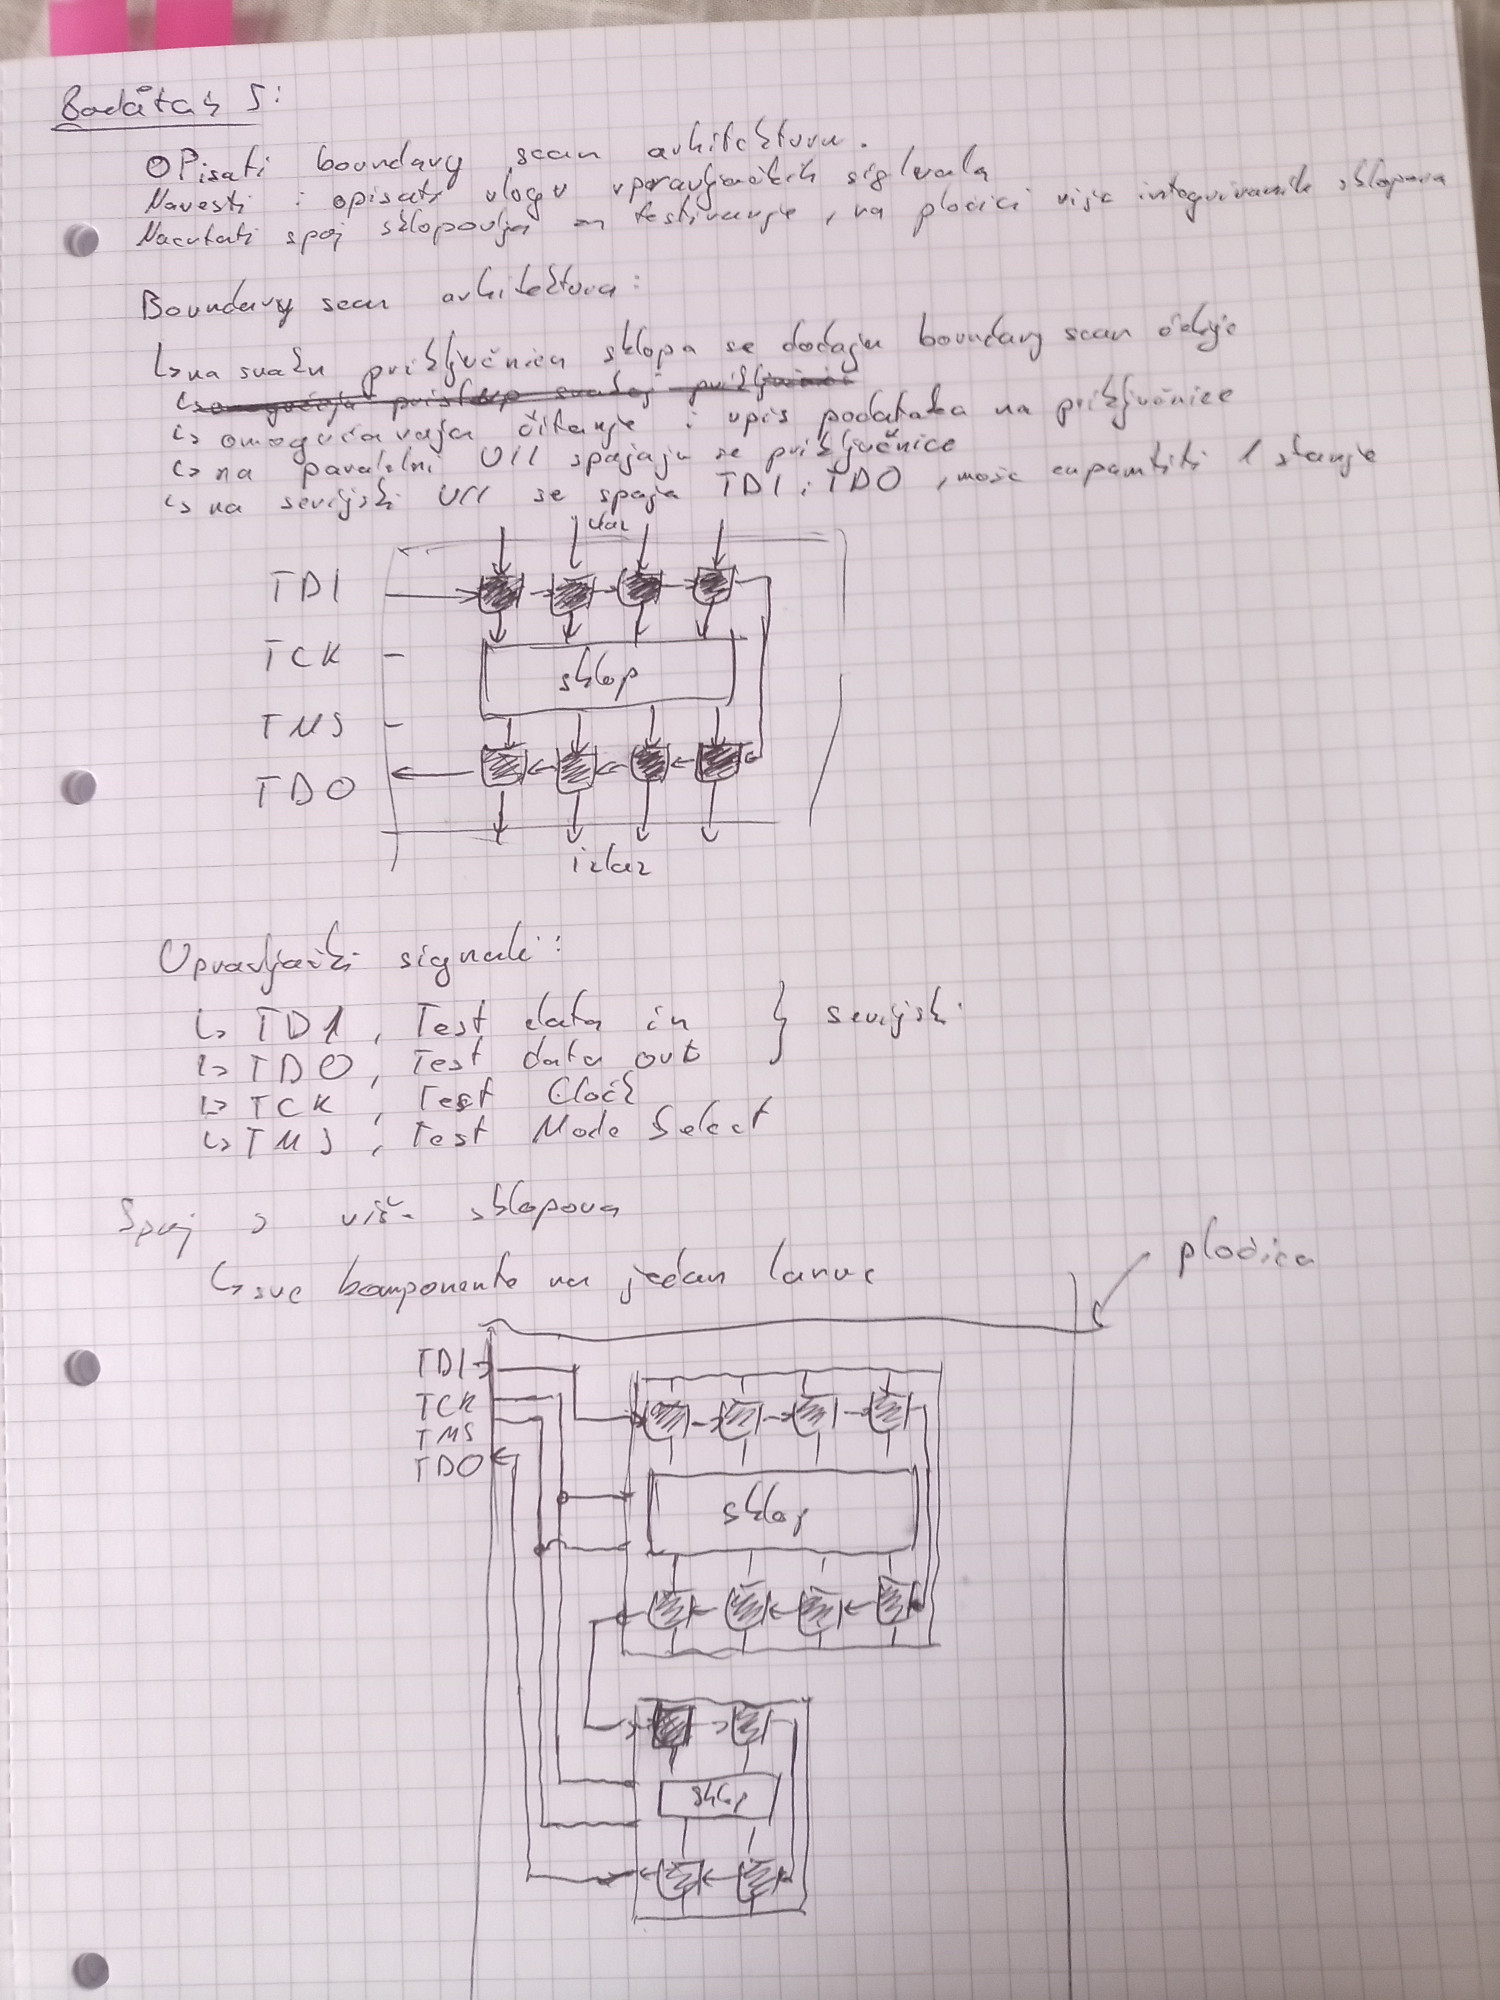 Zadatak 5:
Opisati boundary scan arhitekturu.
Navesti i opisati ulogu upravljačkih signala
Nacrtati spoj sklopovlja za testiranje, na pločici više integriranih sklopova
Boundary scan arhitektura:
↳ na svaku priključnicu sklopa se dodaju boundary scan ćelije
↳ omogućavaju čitanje i upis podataka na priključnice
↳ na paralelni U/I spajaju se priključnice
↳ na serijski U/I se spaja TDI i TDO, može zapamtiti 1 stanje
ulaz
TDI
TCK
sklop
TMS
TDO
izlaz
Upravljački signali:
↳ TDI, Test data in
} serijski
↳ TDO, Test data out
↳ TCK, Test Clock
↳ TMS, Test Mode Select
Spoj s više sklopova
↳ sve komponente na jedan lanac
pločica
TDI
TCK
TMS
TDO
sklop
sklop